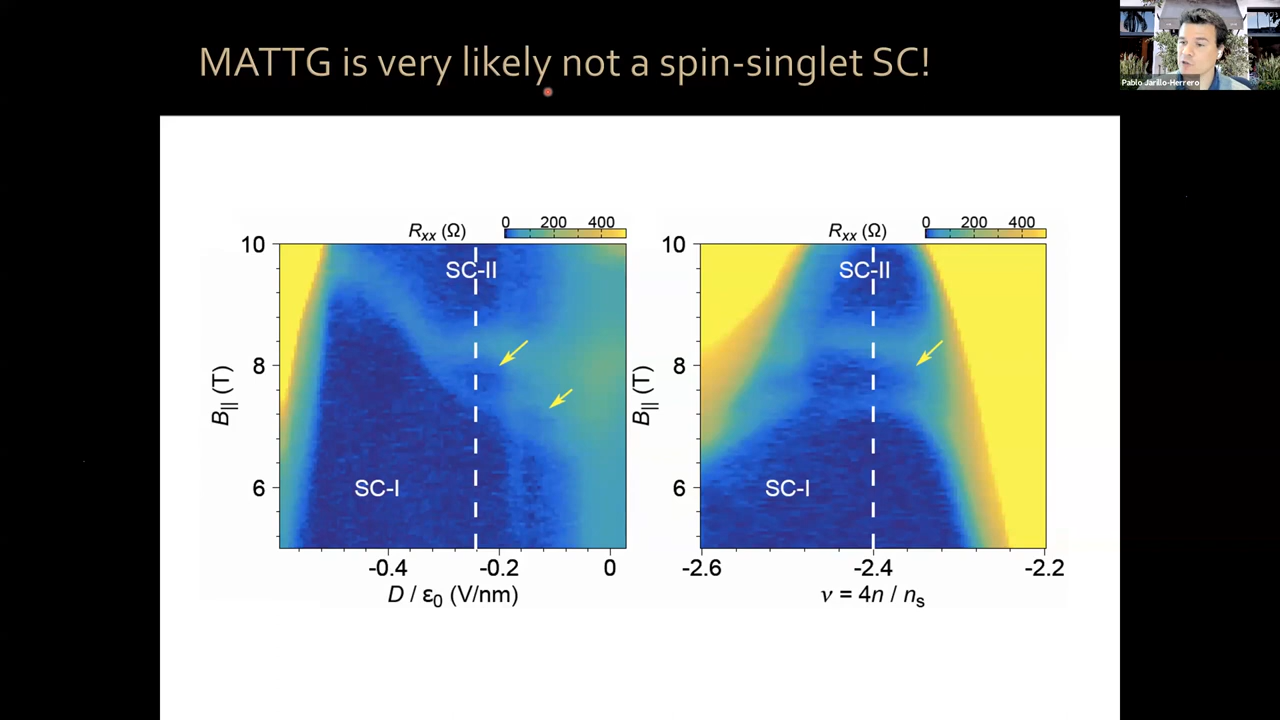 MATTG is very likely not a spin-singlet SC!
Pablo Jarillo-Herrero
Rxx (Ω) 0 200 400
10
8
6
B|| (T)
SC-II
SC-I
-0.4 -0.2 0
D / ε0 (V/nm)
Rxx (Ω) 0 200 400
10
8
6
B|| (T)
SC-II
SC-I
-2.6 -2.4 -2.2
ν = 4n / ns